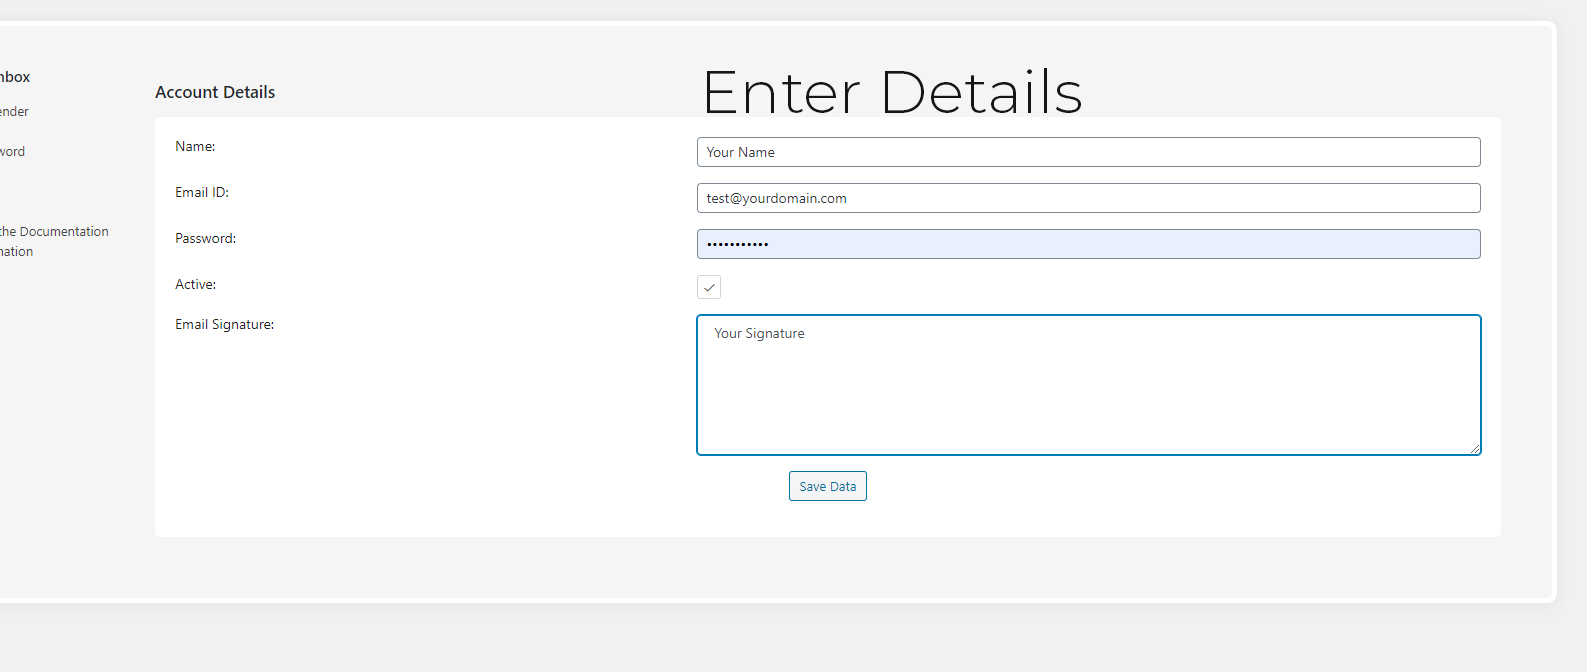 nbox
ender
word
the Documentation
nation
Enter Details
Account Details
Name:
Your Name
Email ID:
test@yourdomain.com
Password:
•••••••••••
Active:
Email Signature:
Your Signature
Save Data